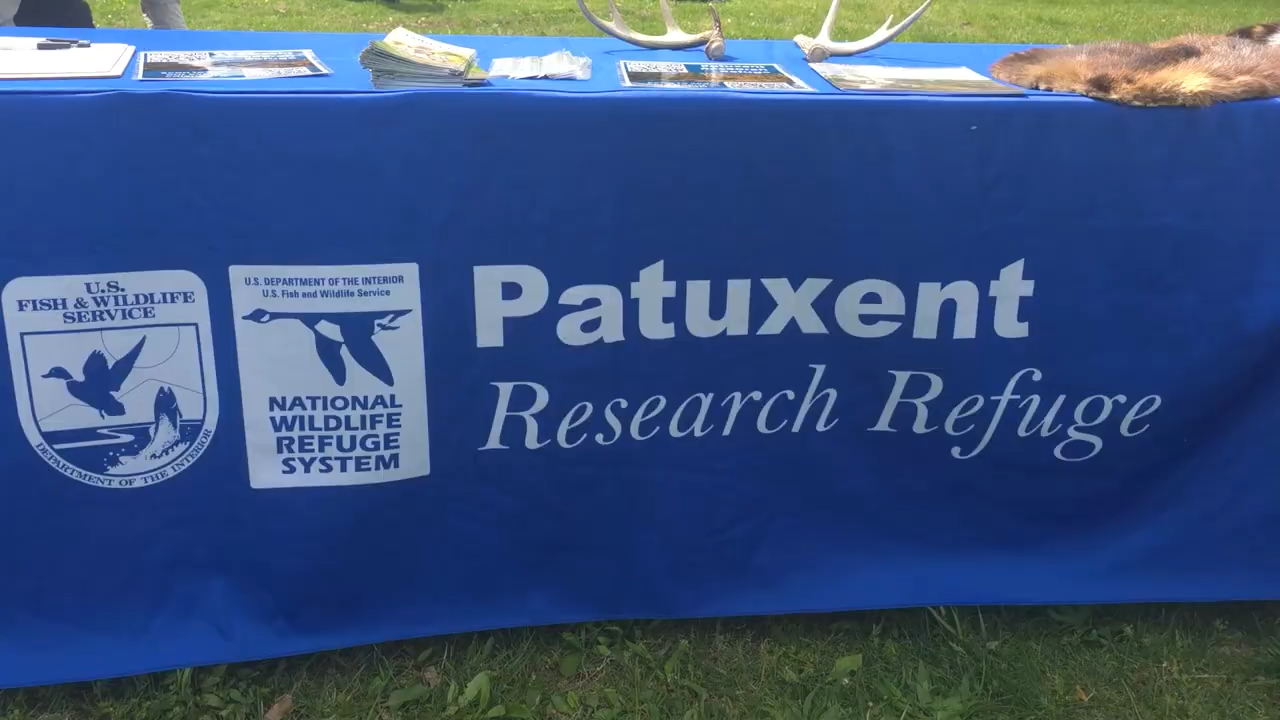 U.S.
FISH & WILDLIFE
SERVICE
DEPARTMENT OF THE INTERIOR
U.S. DEPARTMENT OF THE INTERIOR
U.S. Fish and Wildlife Service
NATIONAL
WILDLIFE
REFUGE
SYSTEM
Patuxent
Research Refuge